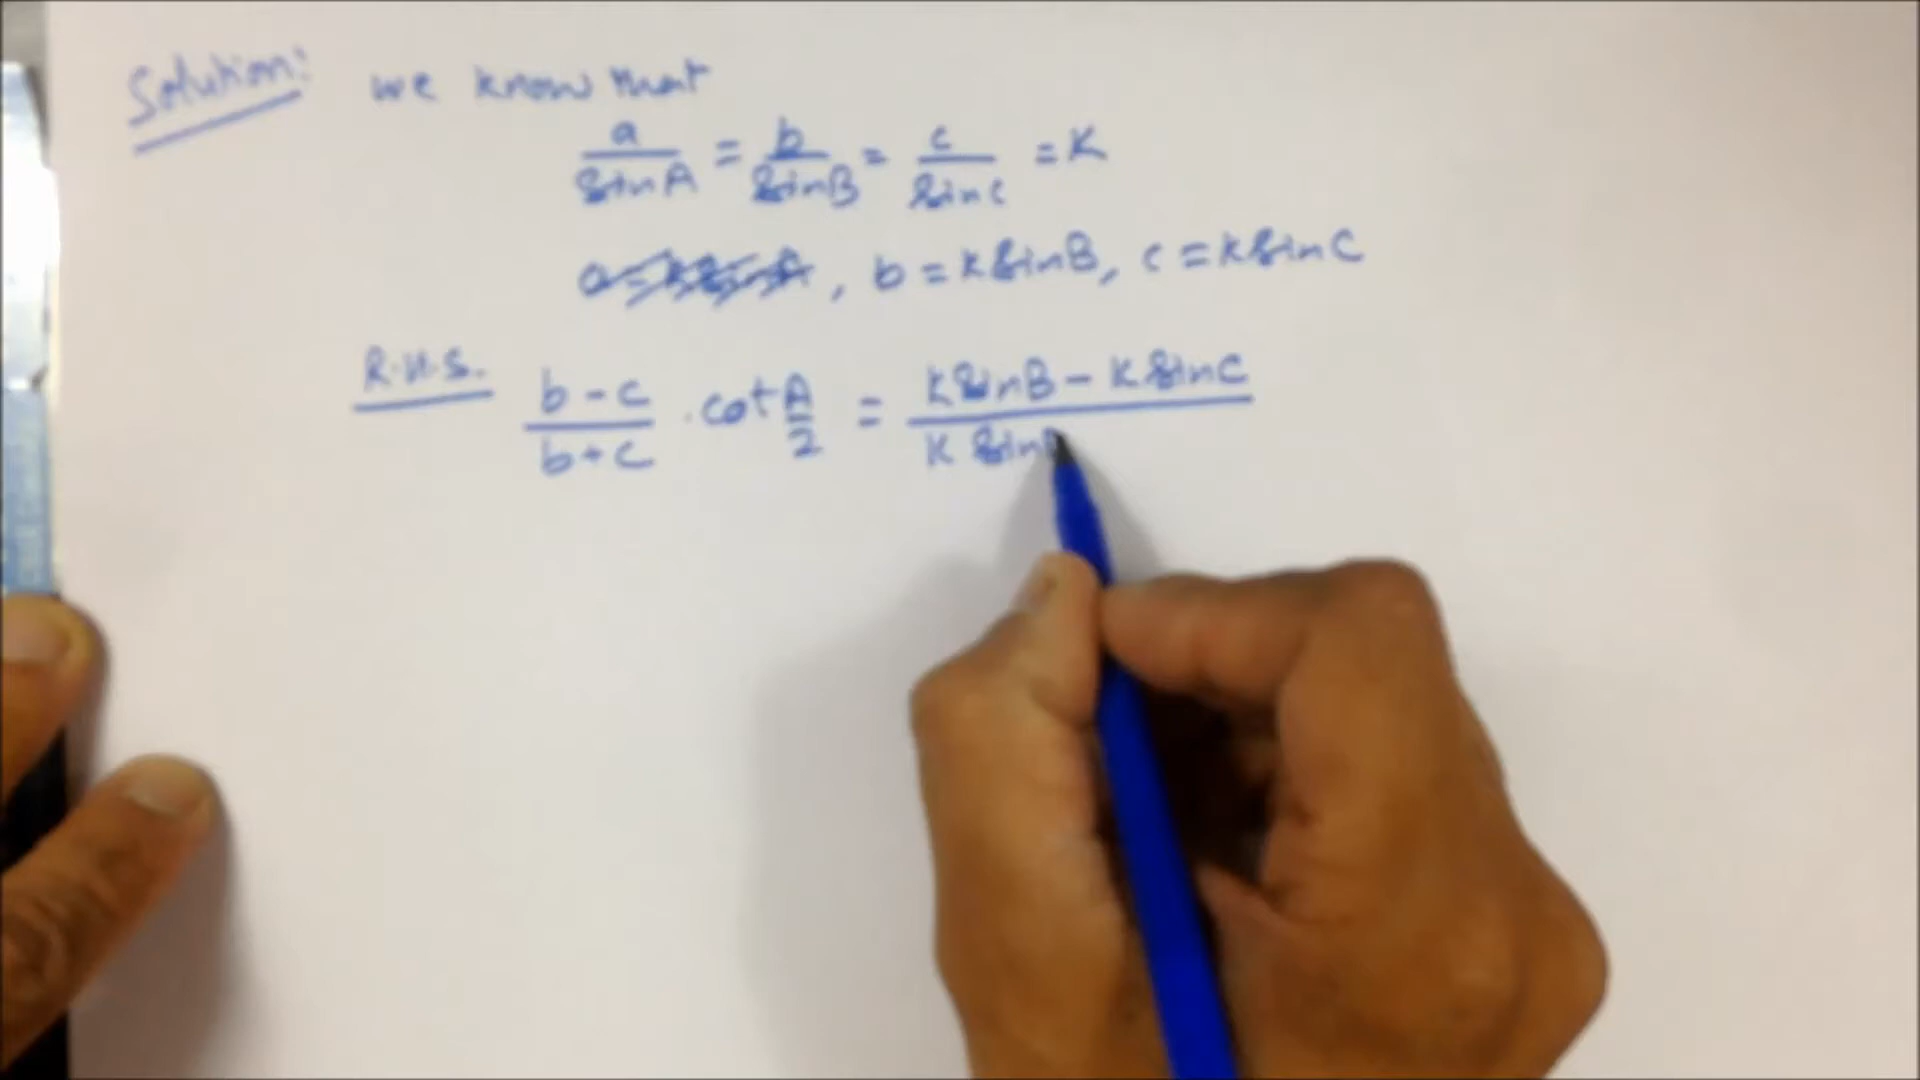 Solution: we know that
a/sinA = b/sinB = c/sinC = K
, b = KsinB, c = KsinC
R.H.S. b-c/b+c . cot A/2 = KsinB - KsinC/K sin